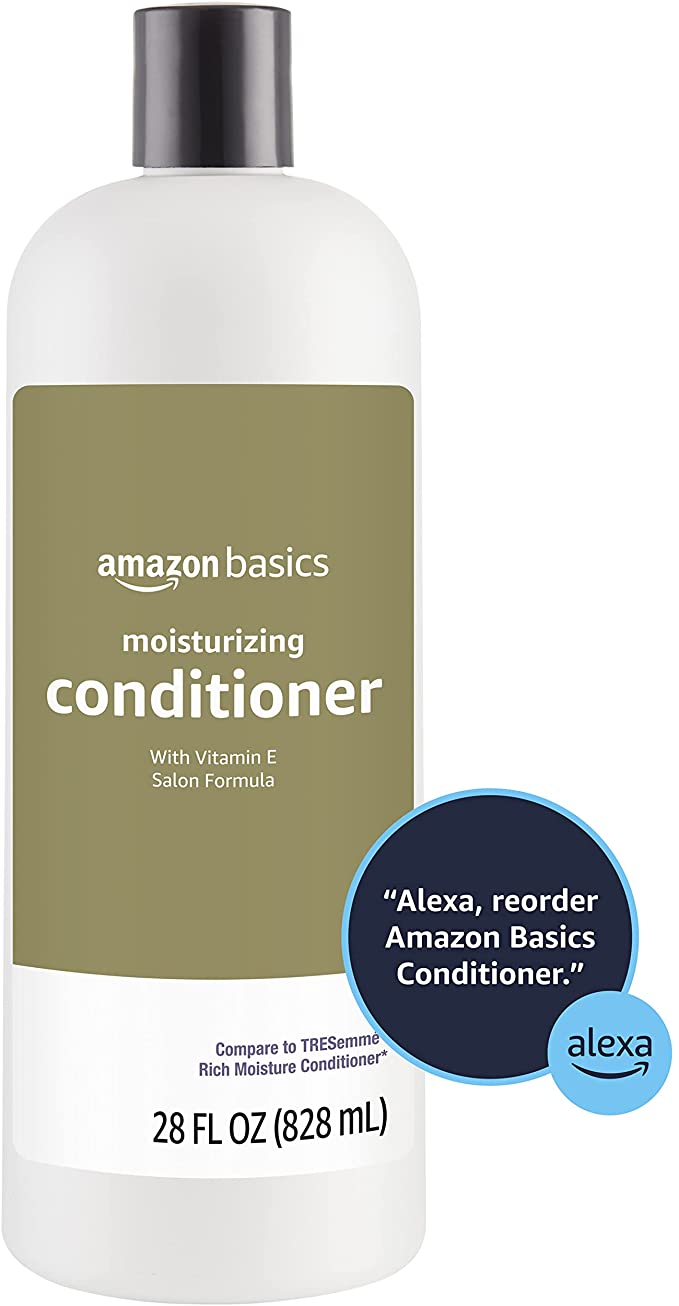 amazon basics
moisturizing
conditioner
With Vitamin E
Salon Formula
“Alexa, reorder
Amazon Basics
Conditioner.”
alexa
Compare to TRESemmé
Rich Moisture Conditioner*
28 FL OZ (828 mL)